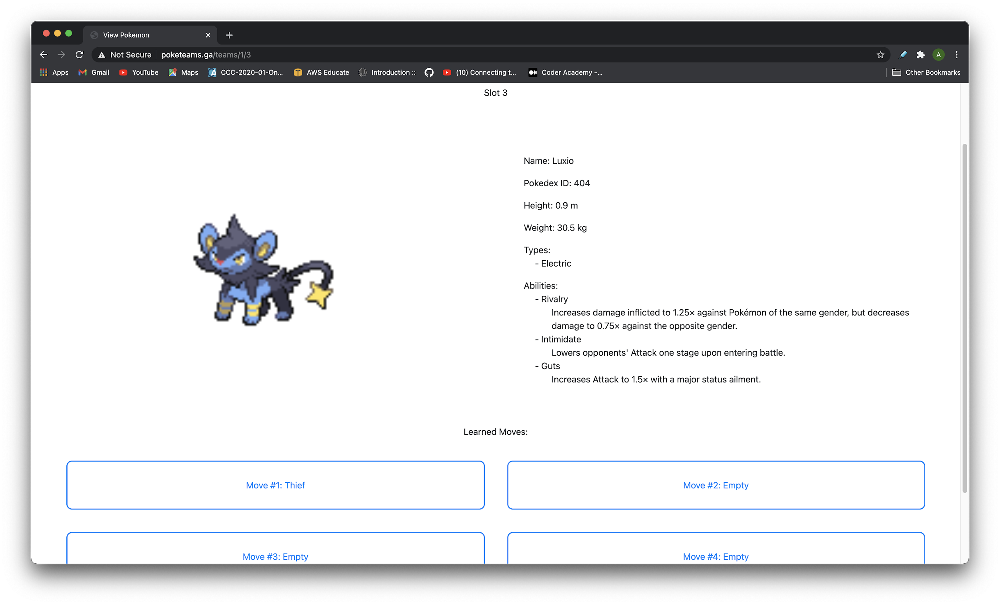 View Pokemon
Not Secure poketeams.ga/teams/1/3
A
Apps Gmail YouTube Maps CCC-2020-01-On... AWS Educate Introduction :: (10) Connecting t... Coder Academy -... Other Bookmarks
Slot 3
Name: Luxio
Pokedex ID: 404
Height: 0.9 m
Weight: 30.5 kg
Types:
- Electric
Abilities:
- Rivalry
Increases damage inflicted to 1.25× against Pokémon of the same gender, but decreases
damage to 0.75× against the opposite gender.
- Intimidate
Lowers opponents' Attack one stage upon entering battle.
- Guts
Increases Attack to 1.5× with a major status ailment.
Learned Moves:
Move #1: Thief
Move #2: Empty
Move #3: Empty
Move #4: Empty